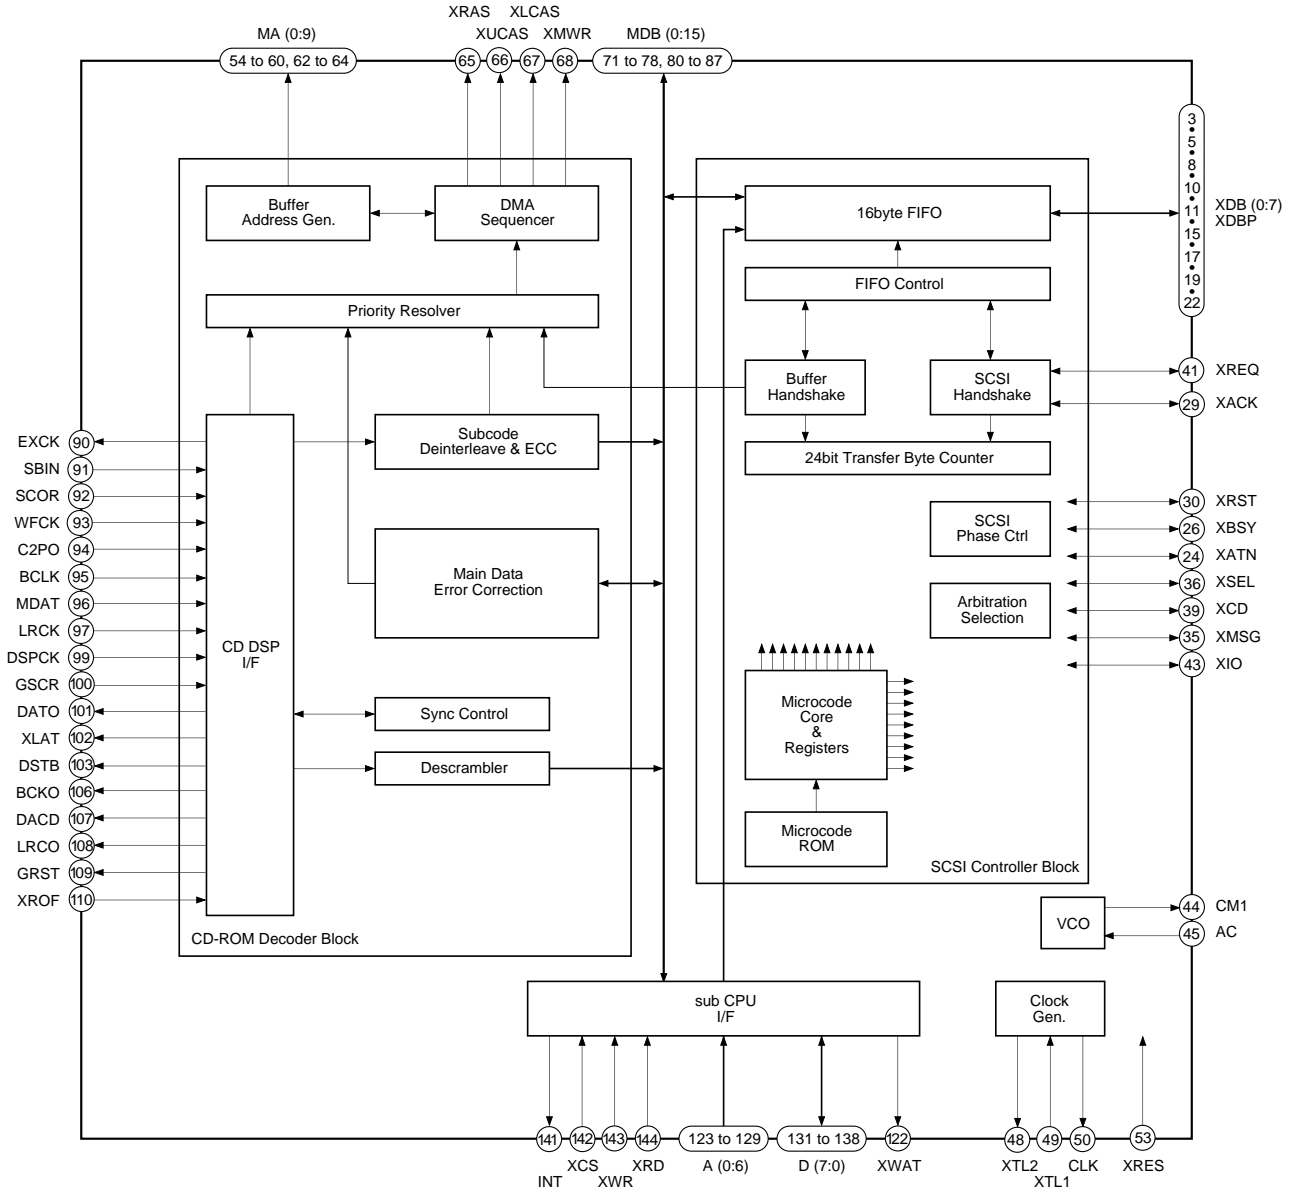 XRAS
XLCAS
MA (0:9)
XUCAS
XMWR
MDB (0:15)
54 to 60, 62 to 64
65
66
67
68
71 to 78, 80 to 87
3
5
8
10
11
15
17
19
22
XDB (0:7)
XDBP
Buffer
Address Gen.
DMA
Sequencer
16byte FIFO
FIFO Control
Priority Resolver
Buffer
Handshake
SCSI
Handshake
41
XREQ
29
XACK
Subcode
Deinterleave & ECC
24bit Transfer Byte Counter
EXCK
90
SBIN
91
SCOR
92
WFCK
93
C2PO
94
BCLK
95
MDAT
96
LRCK
97
DSPCK
99
GSCR
100
DATO
101
XLAT
102
DSTB
103
BCKO
106
DACD
107
LRCO
108
GRST
109
XROF
110
CD DSP
I/F
Main Data
Error Correction
Sync Control
Descrambler
CD-ROM Decoder Block
SCSI
Phase Ctrl
Arbitration
Selection
30
XRST
26
XBSY
24
XATN
36
XSEL
39
XCD
35
XMSG
43
XIO
Microcode
Core
&
Registers
Microcode
ROM
SCSI Controller Block
VCO
44
CM1
45
AC
sub CPU
I/F
Clock
Gen.
141
142
143
144
123 to 129
131 to 138
122
48
49
50
53
INT
XCS
XWR
XRD
A (0:6)
D (7:0)
XWAT
XTL2
XTL1
CLK
XRES